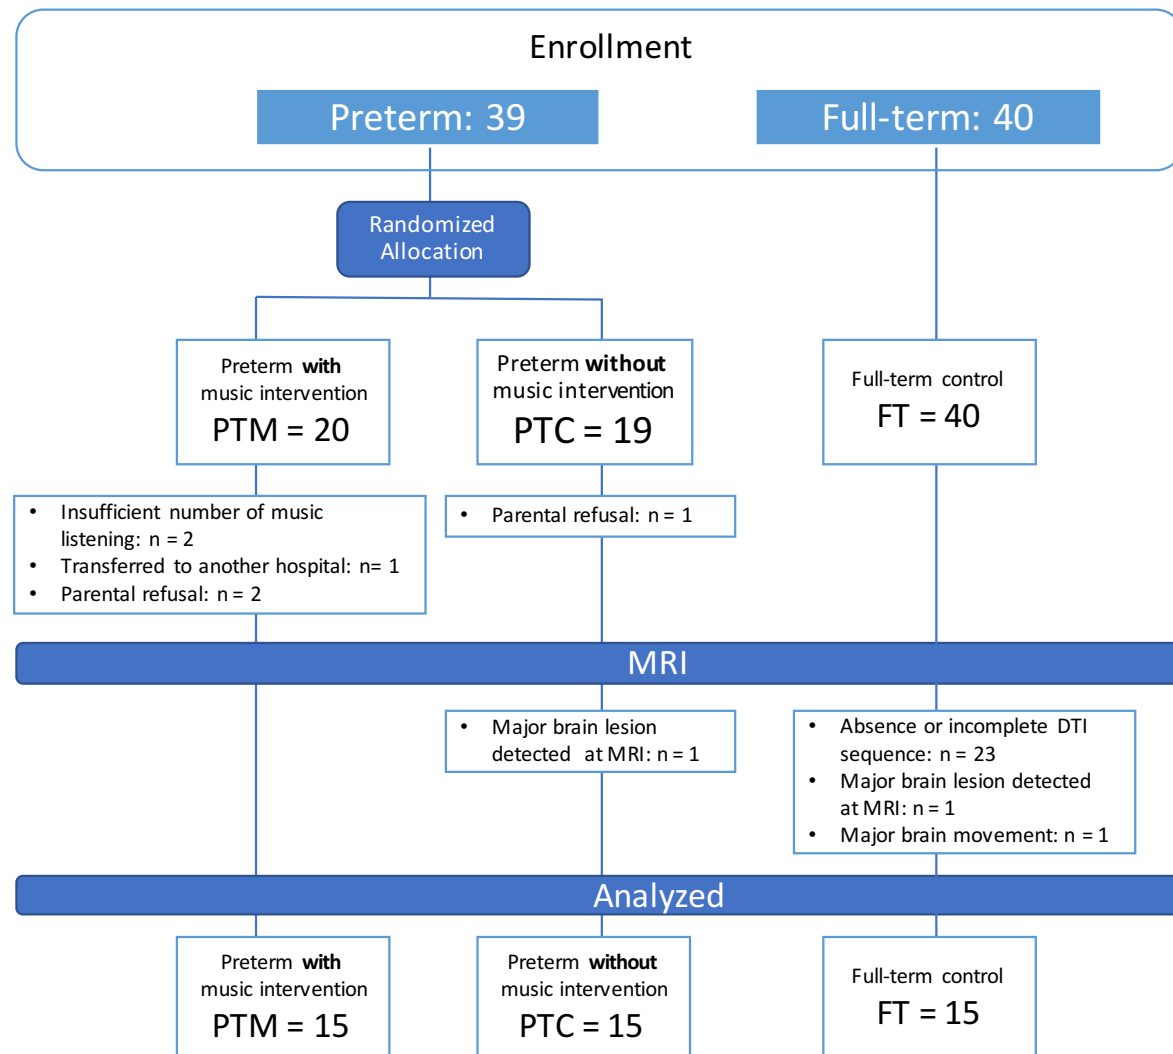 Enrollment
Preterm: 39
Full-term: 40
Randomized
Allocation
Preterm with
music intervention
PTM = 20
Preterm without
music intervention
PTC = 19
Full-term control
FT = 40
• Insufficient number of music
listening: n = 2
• Transferred to another hospital: n= 1
• Parental refusal: n = 2
• Parental refusal: n = 1
MRI
• Major brain lesion
detected at MRI: n = 1
• Absence or incomplete DTI
sequence: n = 23
• Major brain lesion detected
at MRI: n = 1
• Major brain movement: n = 1
Analyzed
Preterm with
music intervention
PTM = 15
Preterm without
music intervention
PTC = 15
Full-term control
FT = 15